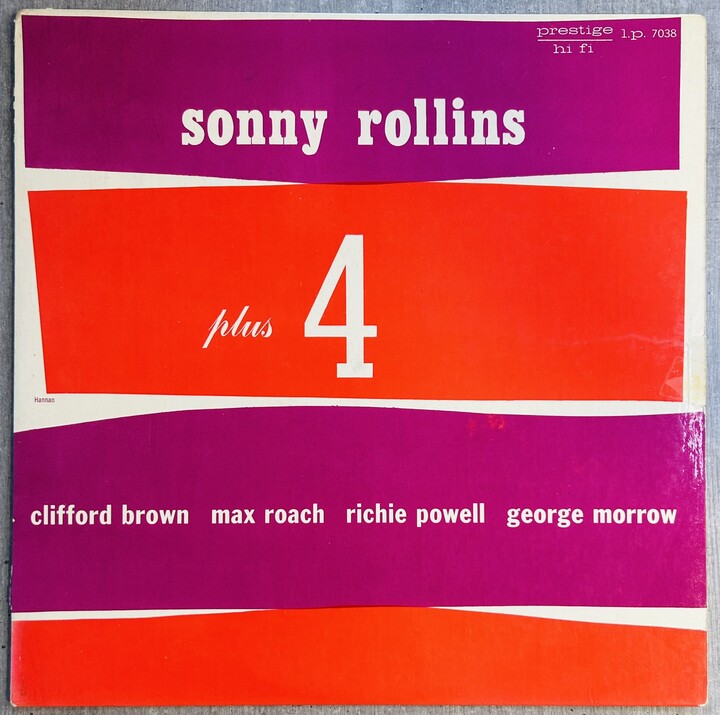 prestige l.p. 7038
hi fi
sonny rollins
plus 4
Hannan
clifford brown max roach richie powell george morrow